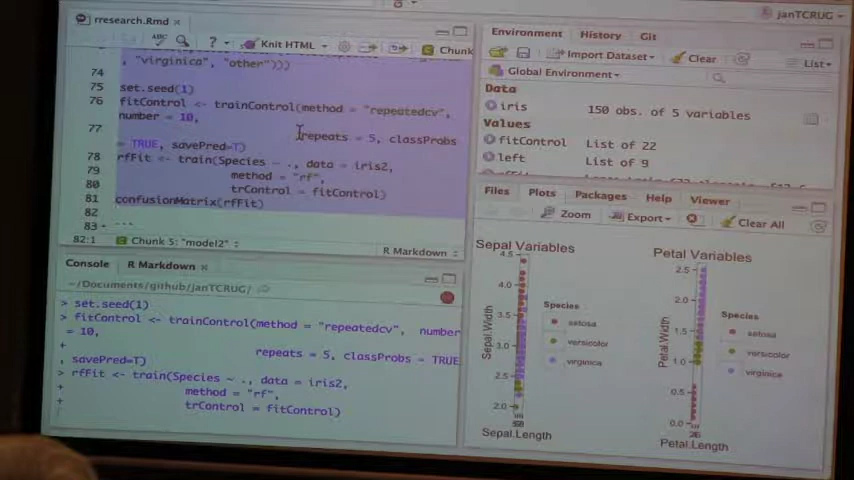 janTCRUG
rresearch.Rmd
ABC
Knit HTML
Chunk
, "virginica", "other")))
74
75 set.seed(1)
76 fitControl <- trainControl(method = "repeatedcv",
number = 10,
77 repeats = 5, classProbs
= TRUE, savePred=T)
78 rfFit <- train(Species ~ ., data = iris2,
79 method = "rf",
80 trControl = fitControl)
81 confusionMatrix(rfFit)
82
83 ```
82:1 Chunk 5: "model2"
R Markdown
Console R Markdown
~/Documents/github/janTCRUG/
> set.seed(1)
> fitControl <- trainControl(method = "repeatedcv", number
= 10,
+ repeats = 5, classProbs = TRUE
, savePred=T)
> rfFit <- train(Species ~ ., data = iris2,
+ method = "rf",
+ trControl = fitControl)
Environment History Git
Import Dataset Clear List
Global Environment
Data
iris 150 obs. of 5 variables
Values
fitControl List of 22
left List of 9
Files Plots Packages Help Viewer
Zoom Export Clear All
Sepal Variables
4.5
4.0
3.5
3.0
2.5
2.0
Sepal.Width
Sepal.Length
Species
setosa
versicolor
virginica
Petal Variables
2.5
2.0
1.5
1.0
0.5
0.0
Petal.Width
Petal.Length
Species
setosa
versicolor
virginica